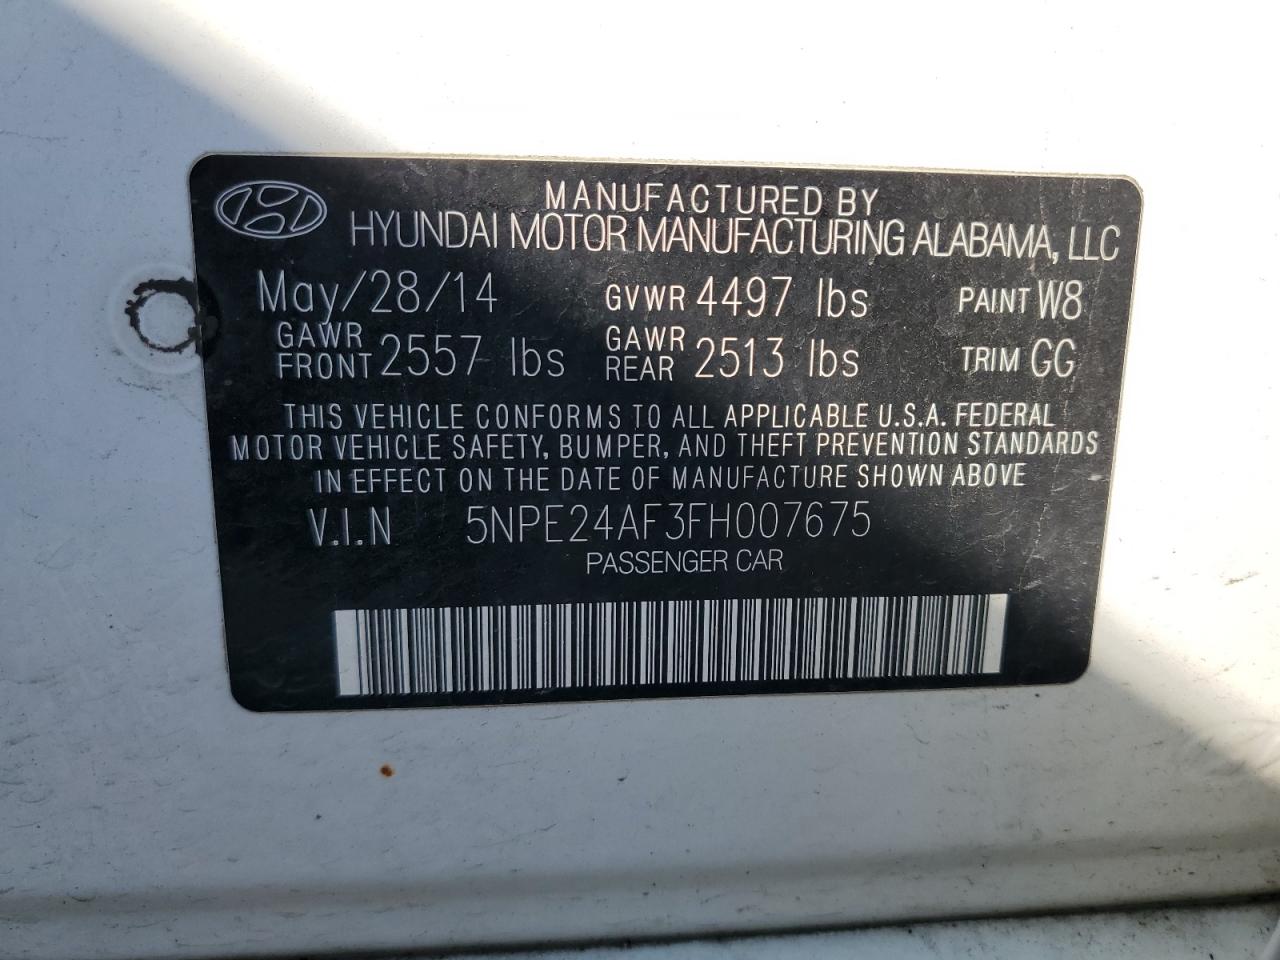 MANUFACTURED BY
HYUNDAI MOTOR MANUFACTURING ALABAMA, LLC
May/28/14 GVWR 4497 lbs PAINT W8
GAWR FRONT 2557 lbs GAWR REAR 2513 lbs TRIM GG
THIS VEHICLE CONFORMS TO ALL APPLICABLE U.S.A. FEDERAL
MOTOR VEHICLE SAFETY, BUMPER, AND THEFT PREVENTION STANDARDS
IN EFFECT ON THE DATE OF MANUFACTURE SHOWN ABOVE
V.I.N 5NPE24AF3FH007675
PASSENGER CAR